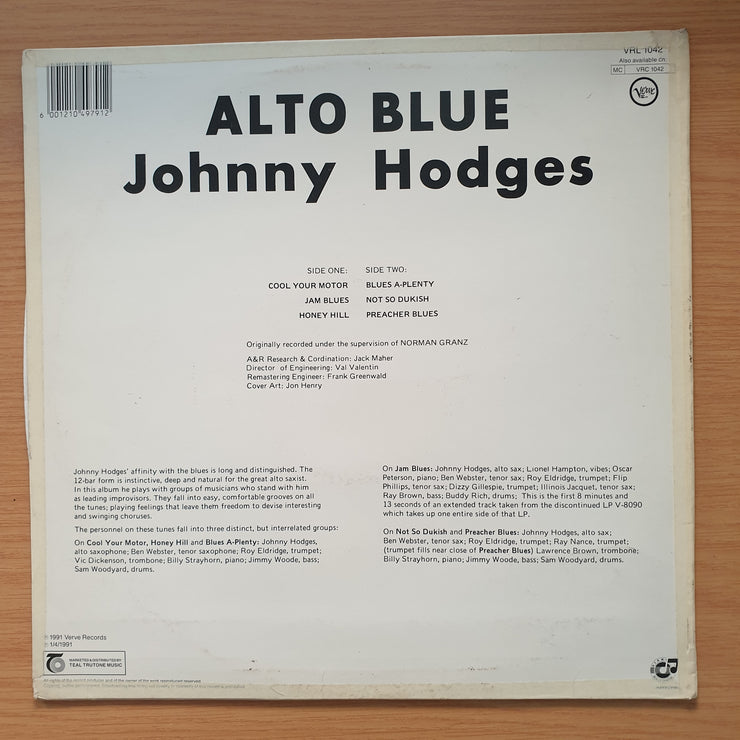 VRL 1042
Also available on
MC VRC 1042
Verve
6 001210 497912
ALTO BLUE
Johnny Hodges
SIDE ONE: SIDE TWO:
COOL YOUR MOTOR BLUES A-PLENTY
JAM BLUES NOT SO DUKISH
HONEY HILL PREACHER BLUES
Originally recorded under the supervision of NORMAN GRANZ
A&R Research & Cordination: Jack Maher
Director of Engineering: Val Valentin
Remastering Engineer: Frank Greenwald
Cover Art: Jon Henry
Johnny Hodges' affinity with the blues is long and distinguished. The
12-bar form is instinctive, deep and natural for the great alto saxist.
In this album he plays with groups of musicians who stand with him
as leading improvisors. They fall into easy, comfortable grooves on all
the tunes; playing feelings that leave them freedom to devise interesting
and swinging choruses.
The personnel on these tunes fall into three distinct, but interrelated groups:
On Cool Your Motor, Honey Hill and Blues A-Plenty: Johnny Hodges,
alto saxophone; Ben Webster, tenor saxophone; Roy Eldridge, trumpet;
Vic Dickenson, trombone; Billy Strayhorn, piano; Jimmy Woode, bass;
Sam Woodyard, drums.
On Jam Blues: Johnny Hodges, alto sax; Lionel Hampton, vibes; Oscar
Peterson, piano; Ben Webster, tenor sax; Roy Eldridge, trumpet; Flip
Phillips, tenor sax; Dizzy Gillespie, trumpet; Illinois Jacquet, tenor sax;
Ray Brown, bass; Buddy Rich, drums; This is the first 8 minutes and
13 seconds of an extended track taken from the discontinued LP V-8090
which takes up one entire side of that LP.
On Not So Dukish and Preacher Blues: Johnny Hodges, alto sax;
Ben Webster, tenor sax; Roy Eldridge, trumpet; Ray Nance, trumpet;
(trumpet fills near close of Preacher Blues) Lawrence Brown, trombone;
Billy Strayhorn, piano; Jimmy Woode, bass; Sam Woodyard, drums.
℗ 1991 Verve Records
© 1/4/1991
MARKETED & DISTRIBUTED BY
TEAL TRUTONE MUSIC